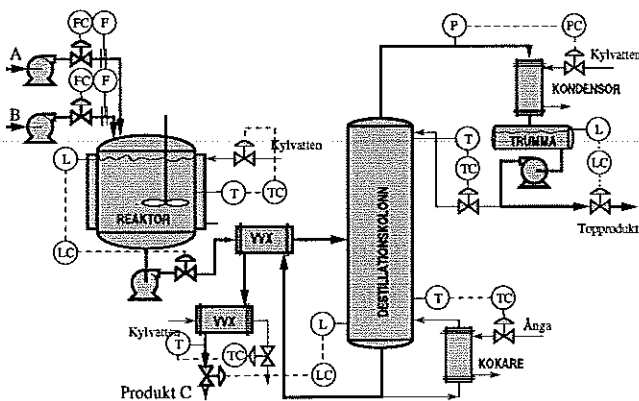 FC F
P PC
A
Kylvatten
FC F
KONDENSOR
B
L Kylvatten T TRUMMA L
T TC TC LC
REAKTOR
DESTILLATIONSKOLONN
Topprodukt
LC VVX
T TC
Kylvatten VVX L Ånga
T TC
LC KOKARE
Produkt C